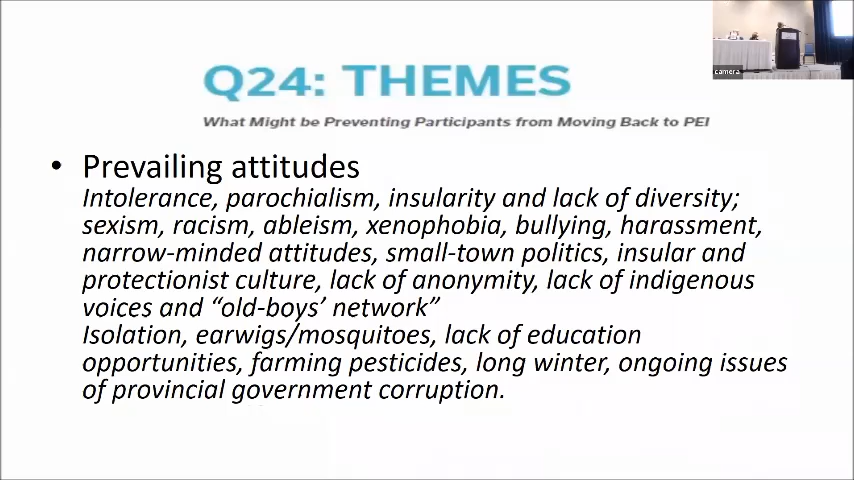 camera
Q24: THEMES
What Might be Preventing Participants from Moving Back to PEI
• Prevailing attitudes
Intolerance, parochialism, insularity and lack of diversity;
sexism, racism, ableism, xenophobia, bullying, harassment,
narrow-minded attitudes, small-town politics, insular and
protectionist culture, lack of anonymity, lack of indigenous
voices and “old-boys’ network”
Isolation, earwigs/mosquitoes, lack of education
opportunities, farming pesticides, long winter, ongoing issues
of provincial government corruption.